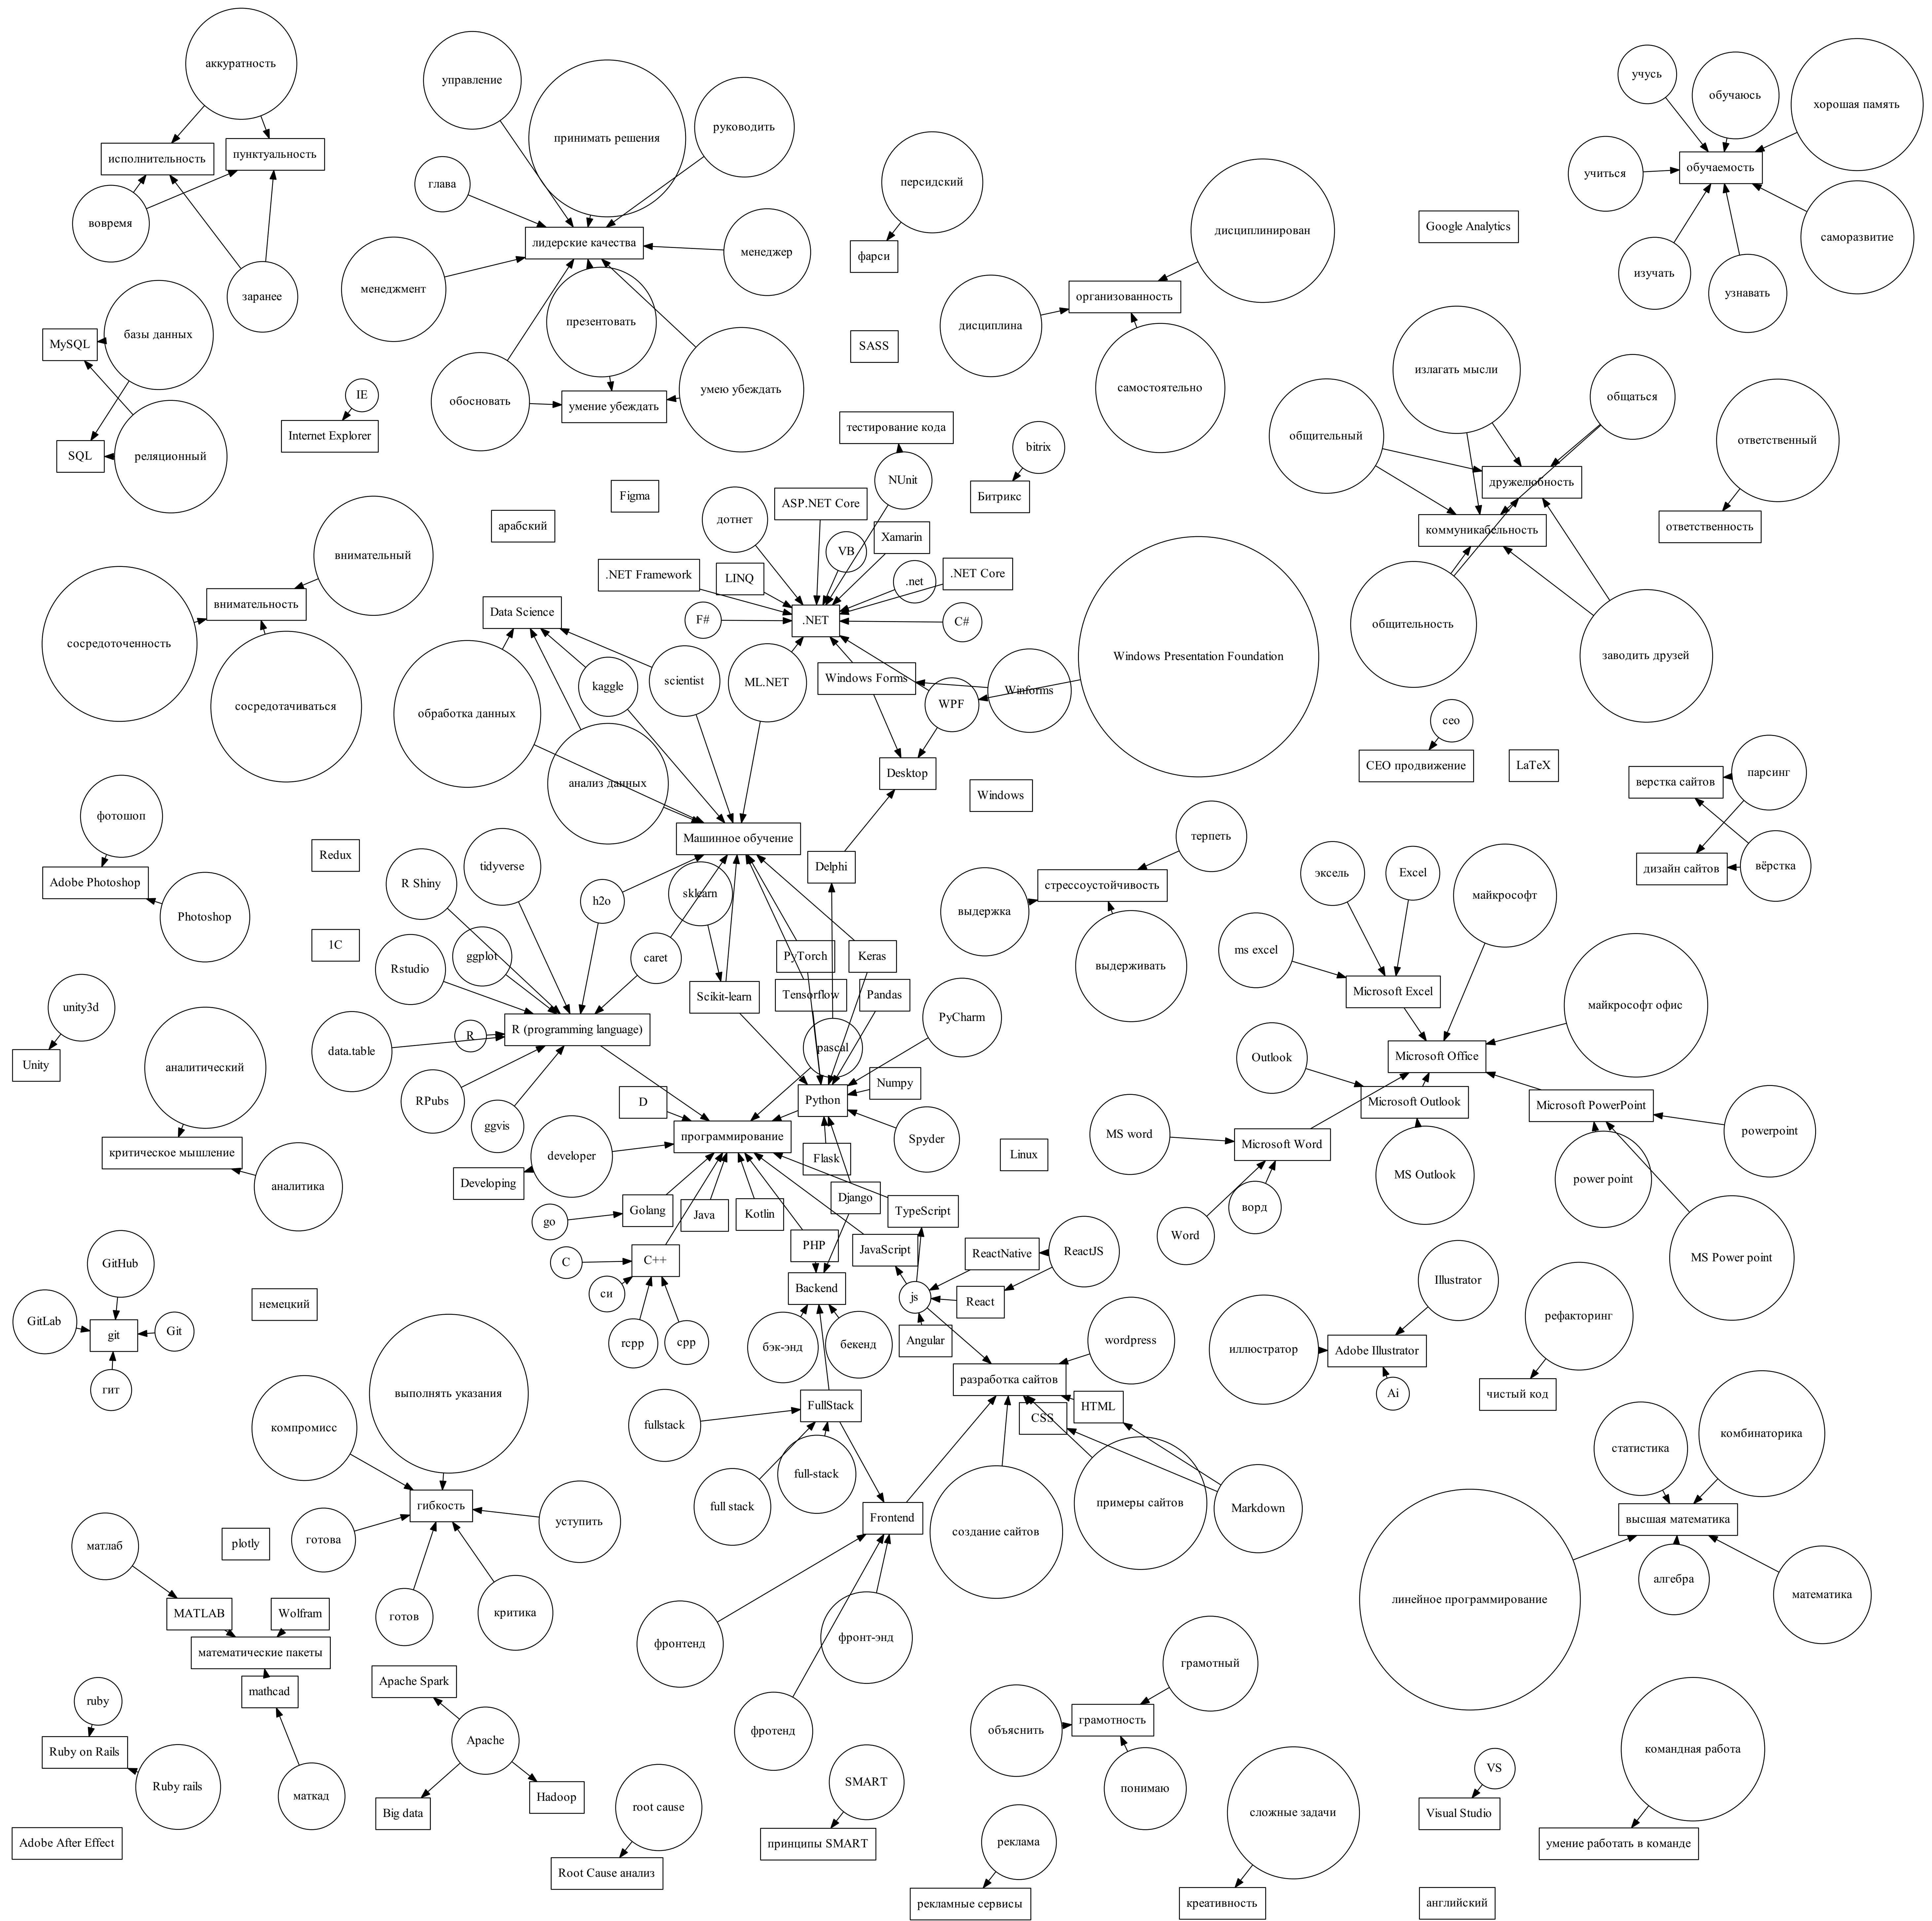 аккуратность
исполнительность
пунктуальность
вовремя
заранее
управление
принимать решения
руководить
глава
лидерские качества
менеджер
менеджмент
презентовать
обосновать
умение убеждать
умею убеждать
персидский
фарси
дисциплинирован
организованность
дисциплина
самостоятельно
Google Analytics
учусь
обучаюсь
хорошая память
учиться
обучаемость
саморазвитие
изучать
узнавать
базы данных
MySQL
SQL
реляционный
IE
Internet Explorer
SASS
тестирование кода
NUnit
bitrix
Битрикс
излагать мысли
общаться
общительный
дружелюбность
коммуникабельность
общительность
заводить друзей
ответственный
ответственность
Figma
арабский
внимательный
внимательность
сосредоточенность
сосредотачиваться
дотнет
ASP.NET Core
VB
Xamarin
.NET Framework
LINQ
.net
.NET Core
F#
.NET
C#
Data Science
обработка данных
kaggle
scientist
ML.NET
Windows Forms
WPF
Winforms
Windows Presentation Foundation
анализ данных
Desktop
Windows
ceo
CEO продвижение
LaTeX
верстка сайтов
парсинг
дизайн сайтов
вёрстка
фотошоп
Adobe Photoshop
Photoshop
Redux
1C
Машинное обучение
Delphi
tidyverse
R Shiny
h2o
sklearn
ggplot
caret
Rstudio
PyTorch
Keras
Scikit-learn
Tensorflow
Pandas
R (programming language)
R
data.table
RPubs
ggvis
pascal
PyCharm
Numpy
Python
Spyder
D
программирование
Flask
developer
Developing
Django
TypeScript
go
Golang
Java
Kotlin
PHP
JavaScript
C
C++
си
rcpp
cpp
Backend
бэк-энд
бекенд
js
ReactNative
ReactJS
React
Angular
терпеть
стрессоустойчивость
выдержка
выдерживать
Linux
эксель
Excel
майкрософт
ms excel
Microsoft Excel
майкрософт офис
Outlook
Microsoft Office
Microsoft Outlook
Microsoft PowerPoint
powerpoint
MS word
Microsoft Word
MS Outlook
power point
MS Power point
Word
ворд
unity3d
Unity
аналитический
критическое мышление
аналитика
GitHub
GitLab
git
Git
гит
немецкий
выполнять указания
компромисс
гибкость
уступить
готова
готов
критика
fullstack
FullStack
full stack
full-stack
wordpress
разработка сайтов
HTML
CSS
Frontend
создание сайтов
примеры сайтов
Markdown
фронтенд
фронт-энд
фротенд
Illustrator
иллюстратор
Adobe Illustrator
Ai
рефакторинг
чистый код
статистика
комбинаторика
высшая математика
линейное программирование
алгебра
математика
матлаб
plotly
MATLAB
Wolfram
математические пакеты
mathcad
маткад
ruby
Ruby on Rails
Ruby rails
Adobe After Effect
Apache Spark
Apache
Big data
Hadoop
root cause
Root Cause анализ
SMART
принципы SMART
грамотный
объяснить
грамотность
понимаю
реклама
рекламные сервисы
сложные задачи
креативность
VS
Visual Studio
командная работа
умение работать в команде
английский